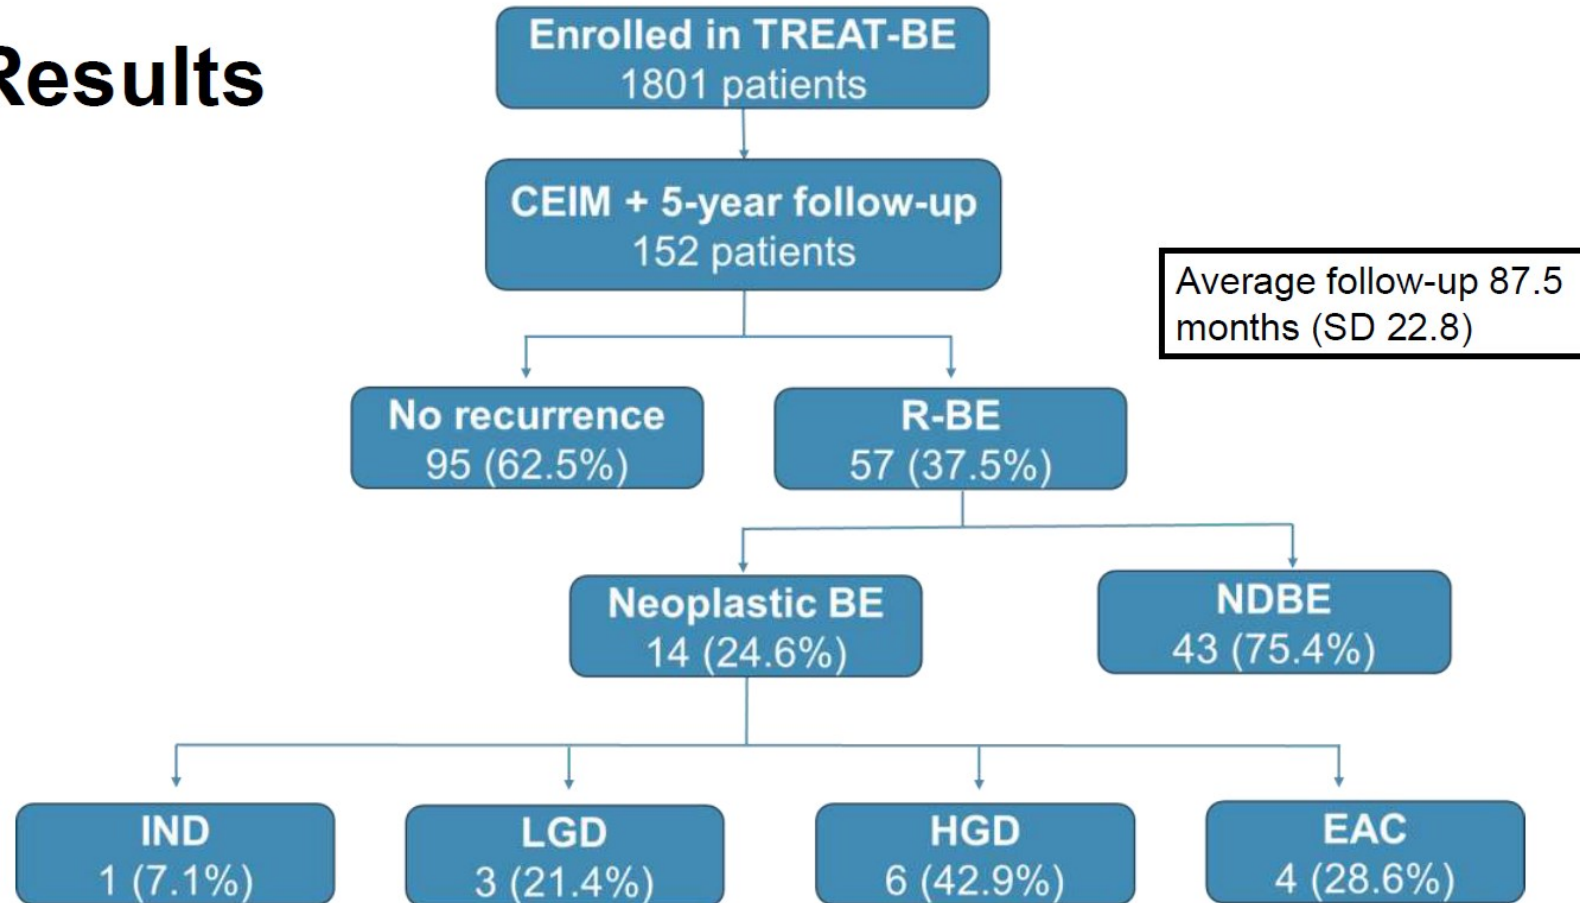 Results
Enrolled in TREAT-BE
1801 patients
CEIM + 5-year follow-up
152 patients
Average follow-up 87.5
months (SD 22.8)
No recurrence
95 (62.5%)
R-BE
57 (37.5%)
Neoplastic BE
14 (24.6%)
NDBE
43 (75.4%)
IND
1 (7.1%)
LGD
3 (21.4%)
HGD
6 (42.9%)
EAC
4 (28.6%)